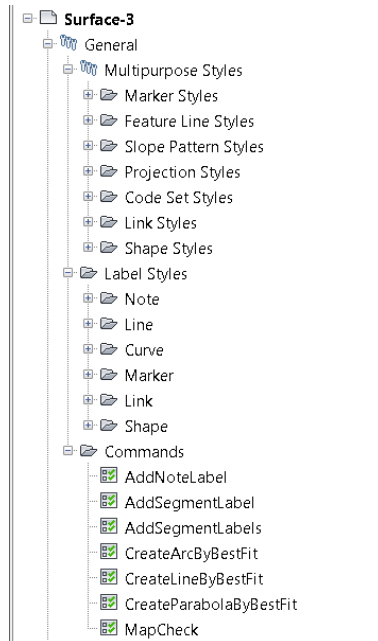 Surface-3
General
Multipurpose Styles
Marker Styles
Feature Line Styles
Slope Pattern Styles
Projection Styles
Code Set Styles
Link Styles
Shape Styles
Label Styles
Note
Line
Curve
Marker
Link
Shape
Commands
AddNoteLabel
AddSegmentLabel
AddSegmentLabels
CreateArcByBestFit
CreateLineByBestFit
CreateParabolaByBestFit
MapCheck